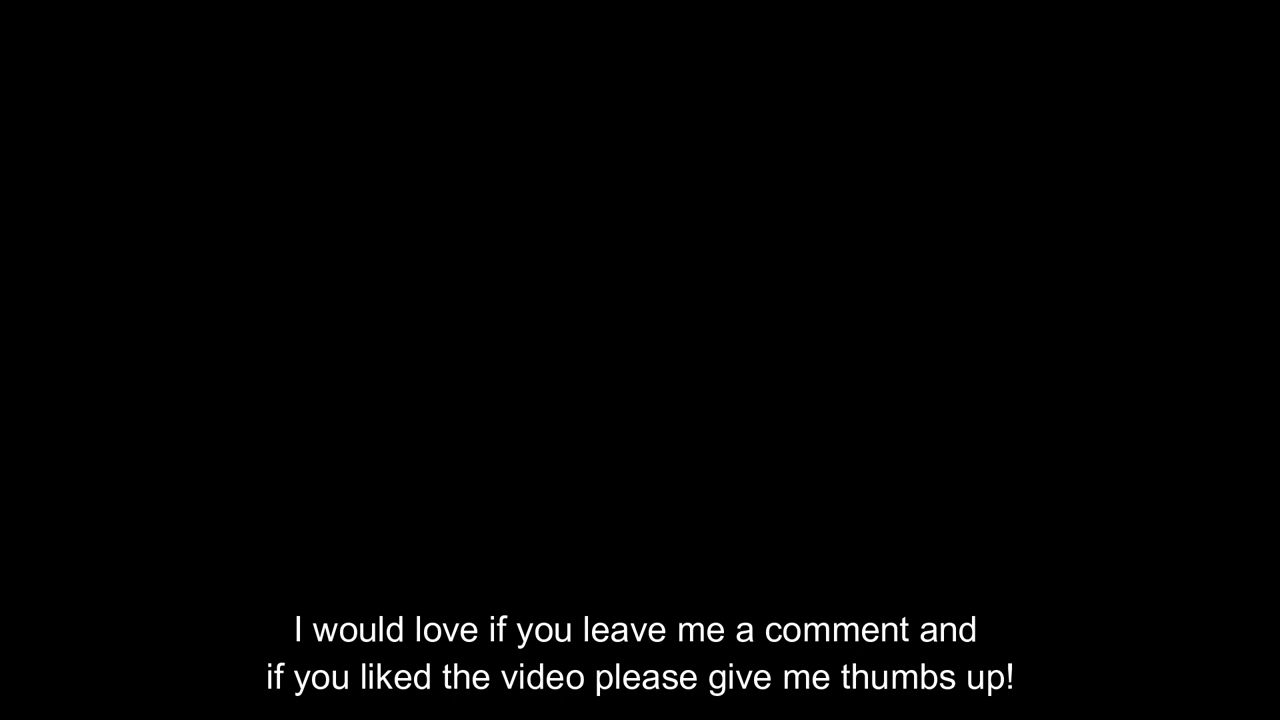 I would love if you leave me a comment and
if you liked the video please give me thumbs up!